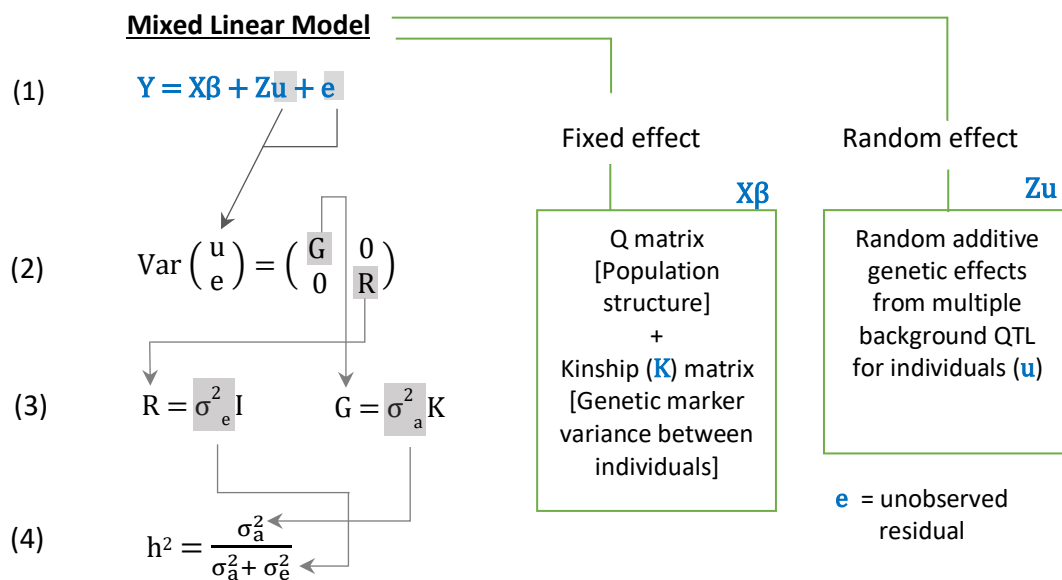 Mixed Linear Model
(1)
Y = Xβ + Zu + e
(2)
Var ( u e ) = ( G 0 0 R )
(3)
R = σ²ₑI
G = σ²ₐK
(4)
h² = σ²ₐ / σ²ₐ + σ²ₑ
Fixed effect
Xβ
Q matrix
[Population
structure]
+
Kinship (K) matrix
[Genetic marker
variance between
individuals]
Random effect
Zu
Random additive
genetic effects
from multiple
background QTL
for individuals (u)
e = unobserved
residual